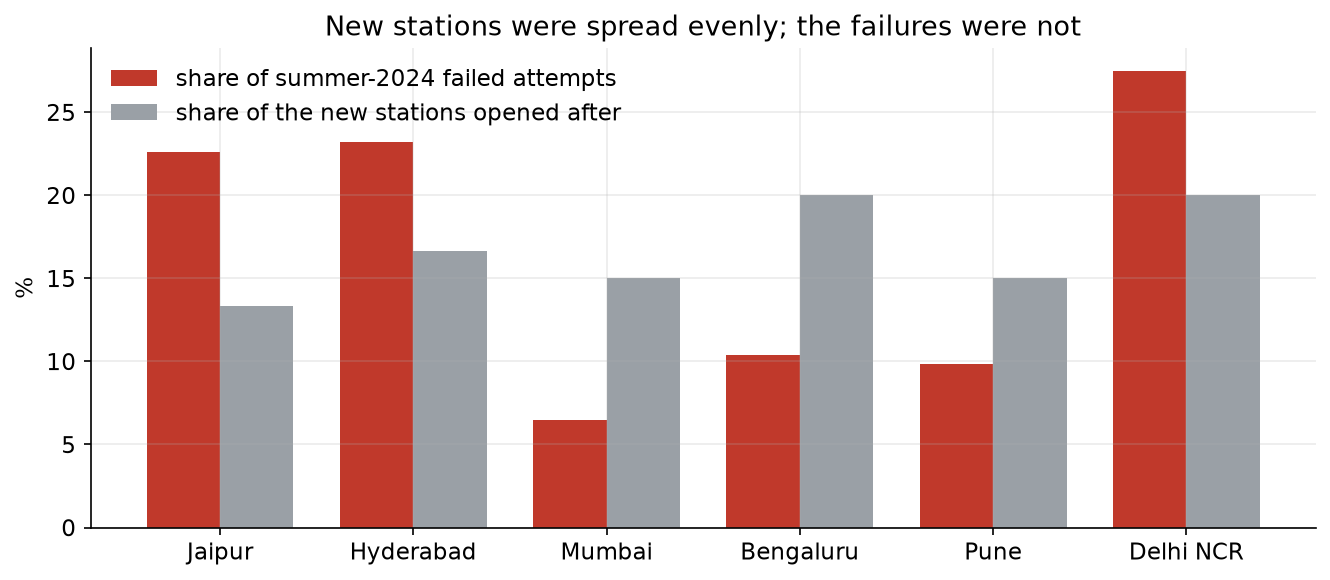 New stations were spread evenly; the failures were not
share of summer-2024 failed attempts
share of the new stations opened after
%
25
20
15
10
5
0
Jaipur Hyderabad Mumbai Bengaluru Pune Delhi NCR